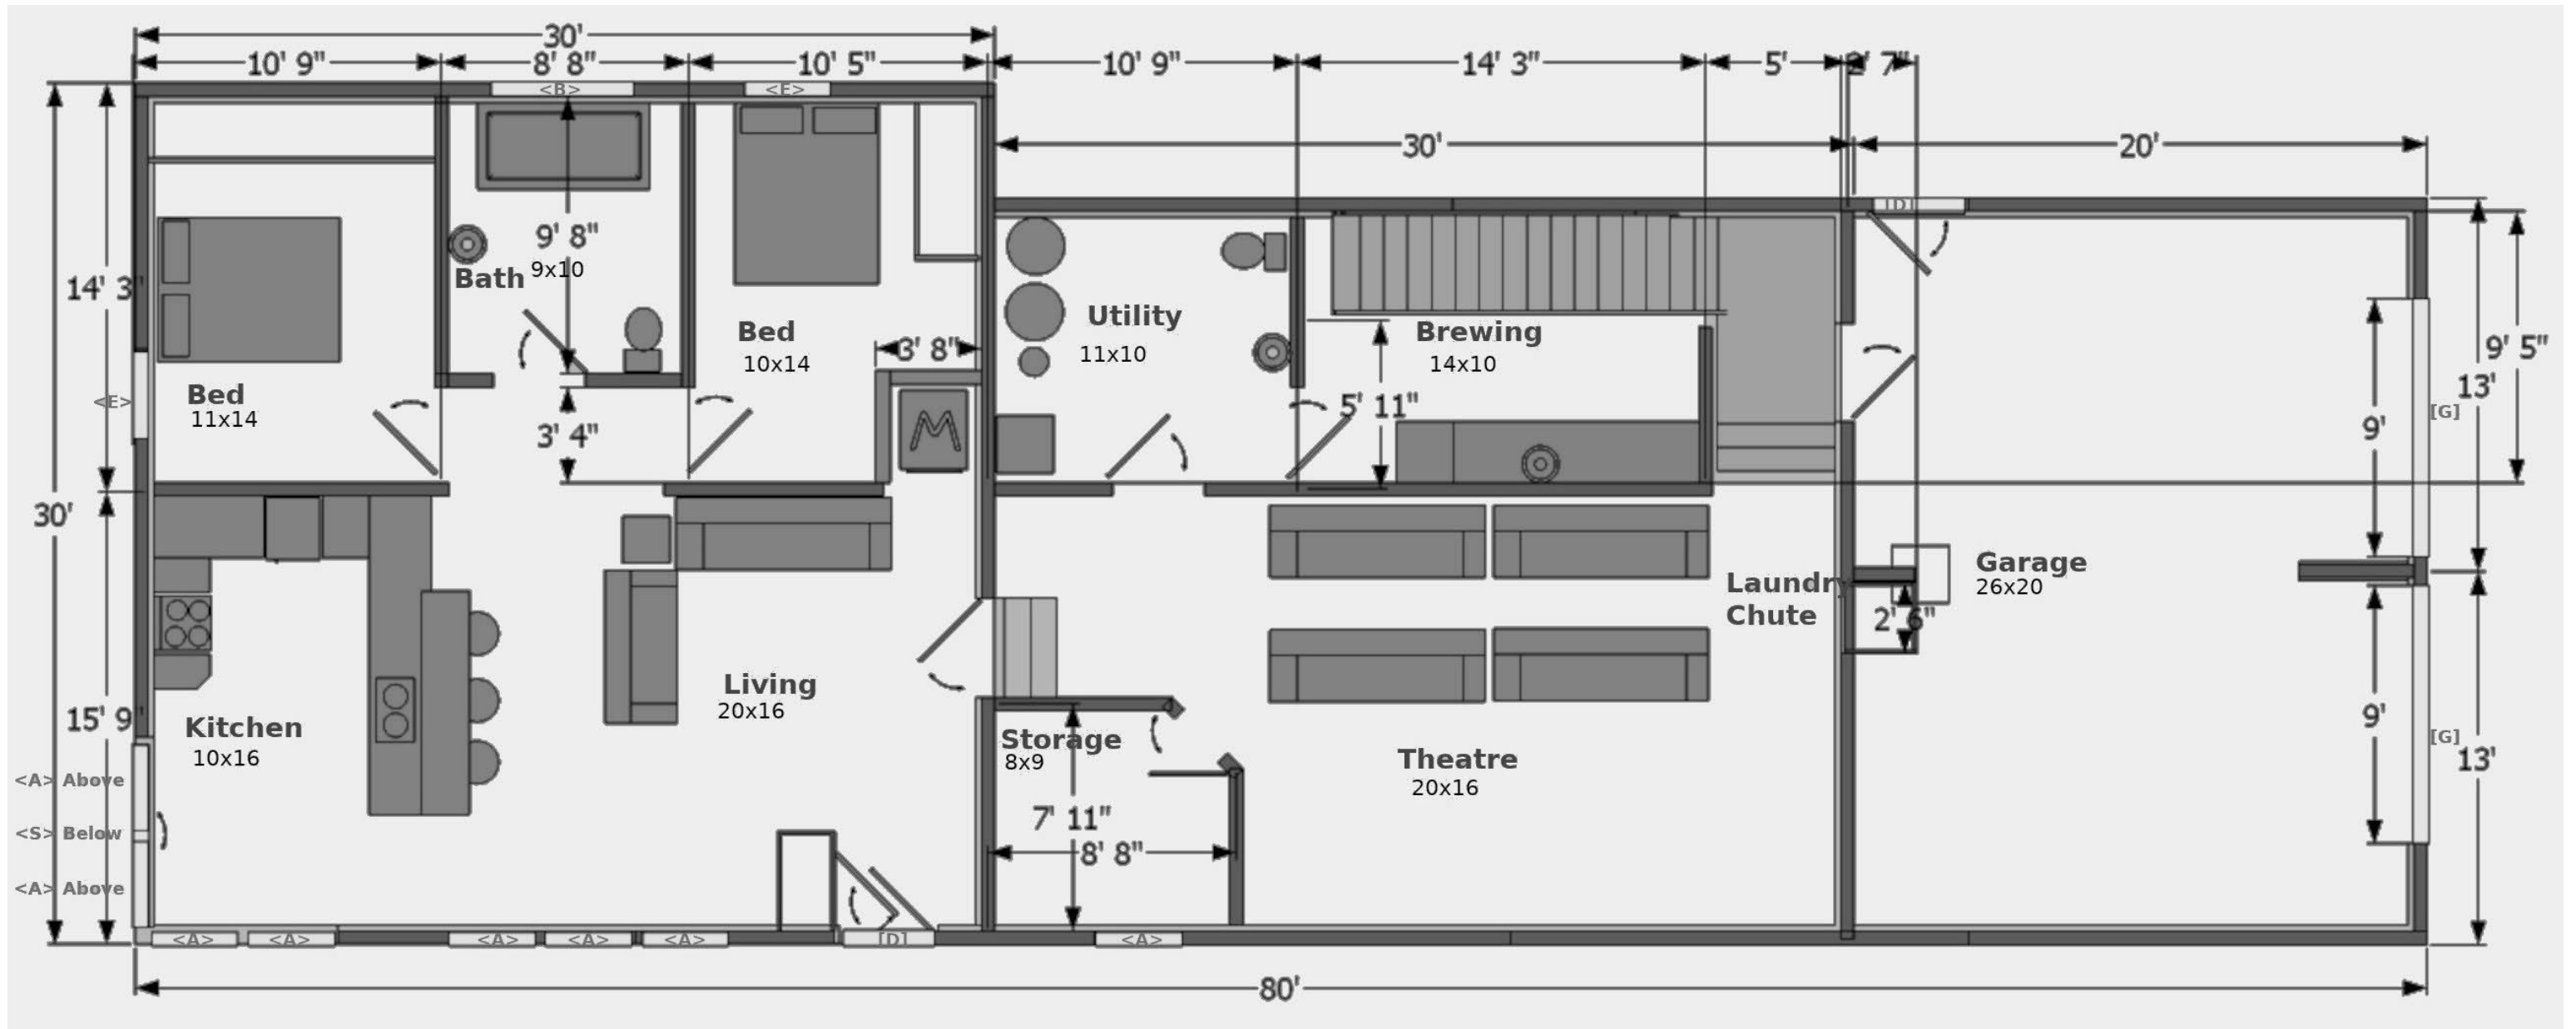 30'
10' 9"
8' 8"
10' 5"
10' 9"
14' 3"
5'
2' 7"
<B>
<E>
30'
20'
[D]
9' 8"
Bath
9x10
14' 3"
Utility
11x10
Bed
10x14
3' 8"
Brewing
14x10
9' 5"
13'
Bed
11x14
<E>
5' 11"
[G]
9'
3' 4"
M
30'
Garage
26x20
Laundry
Chute
2' 6"
Living
20x16
15' 9"
Kitchen
10x16
Storage
8x9
Theatre
20x16
9'
[G]
13'
<A> Above
7' 11"
<S> Below
8' 8"
<A> Above
<A>
<A>
<A>
<A>
<A>
[D]
<A>
80'